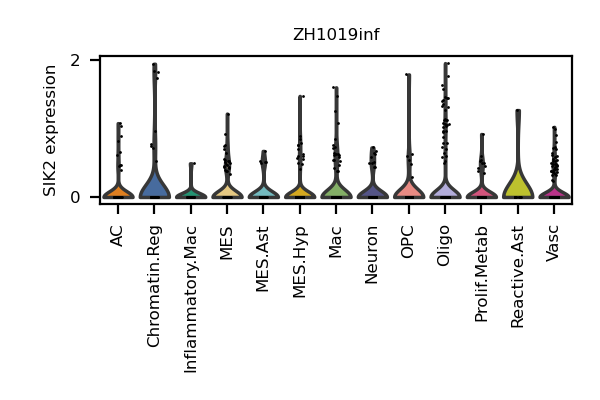 ZH1019inf
SIK2 expression
2
0
AC
Chromatin.Reg
Inflammatory.Mac
MES
MES.Ast
MES.Hyp
Mac
Neuron
OPC
Oligo
Prolif.Metab
Reactive.Ast
Vasc